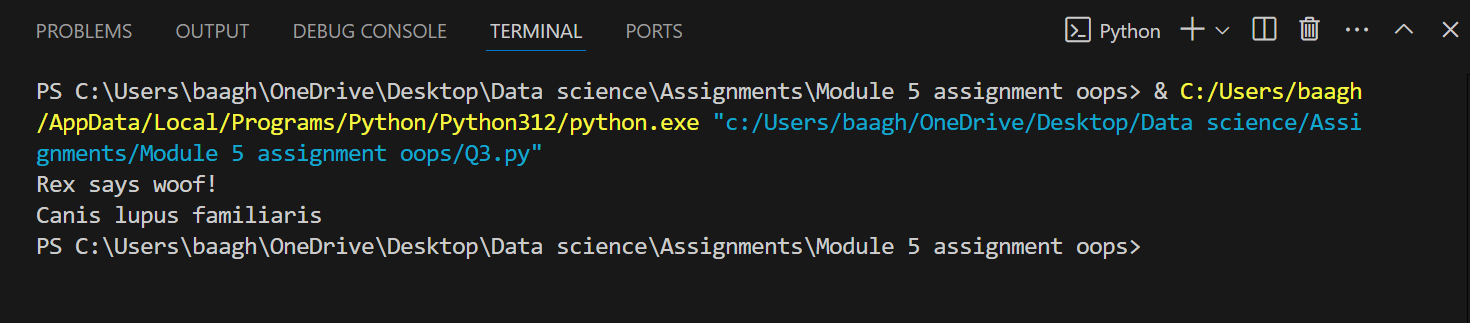 PROBLEMS OUTPUT DEBUG CONSOLE TERMINAL PORTS Python
PS C:\Users\baagh\OneDrive\Desktop\Data science\Assignments\Module 5 assignment oops> & C:/Users/baagh
/AppData/Local/Programs/Python/Python312/python.exe "c:/Users/baagh/OneDrive/Desktop/Data science/Assi
gnments/Module 5 assignment oops/Q3.py"
Rex says woof!
Canis lupus familiaris
PS C:\Users\baagh\OneDrive\Desktop\Data science\Assignments\Module 5 assignment oops>